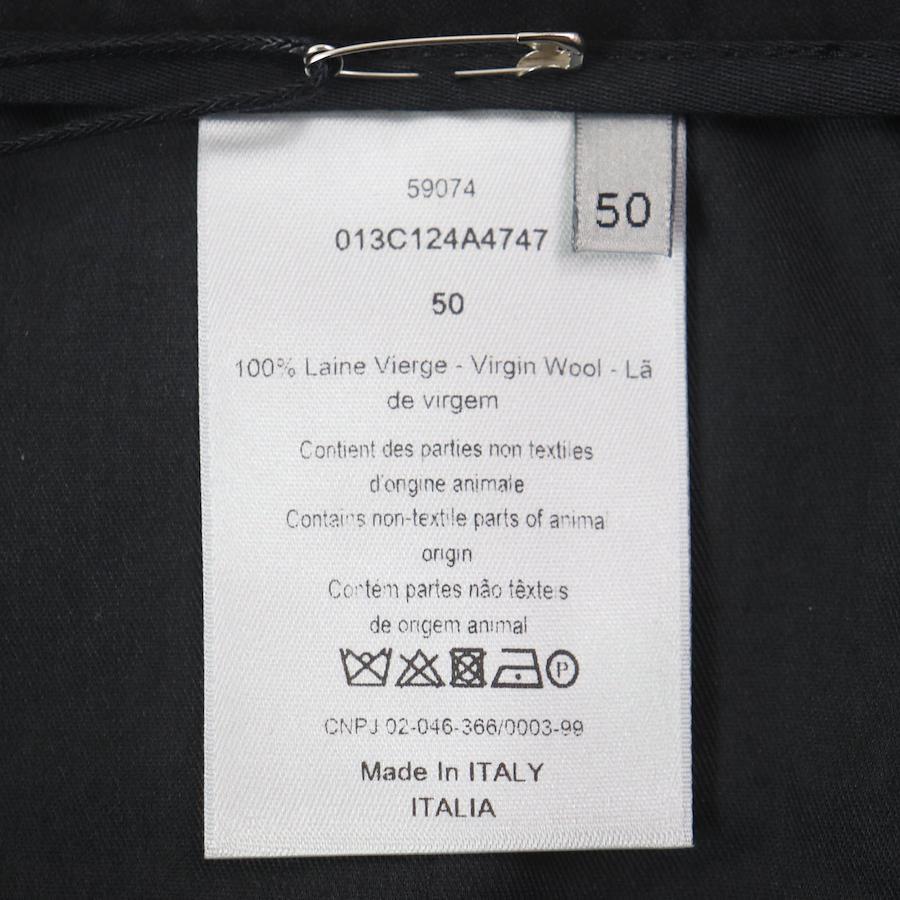 59074
50
013C124A4747
50
100% Laine Vierge - Virgin Wool - Lã
de virgem
Contient des parties non textiles
d'origine animale
Contains non-textile parts of animal
origin
Contém partes não têxteis
de origem animal
P
CNPJ 02-046-366/0003-99
Made In ITALY
ITALIA